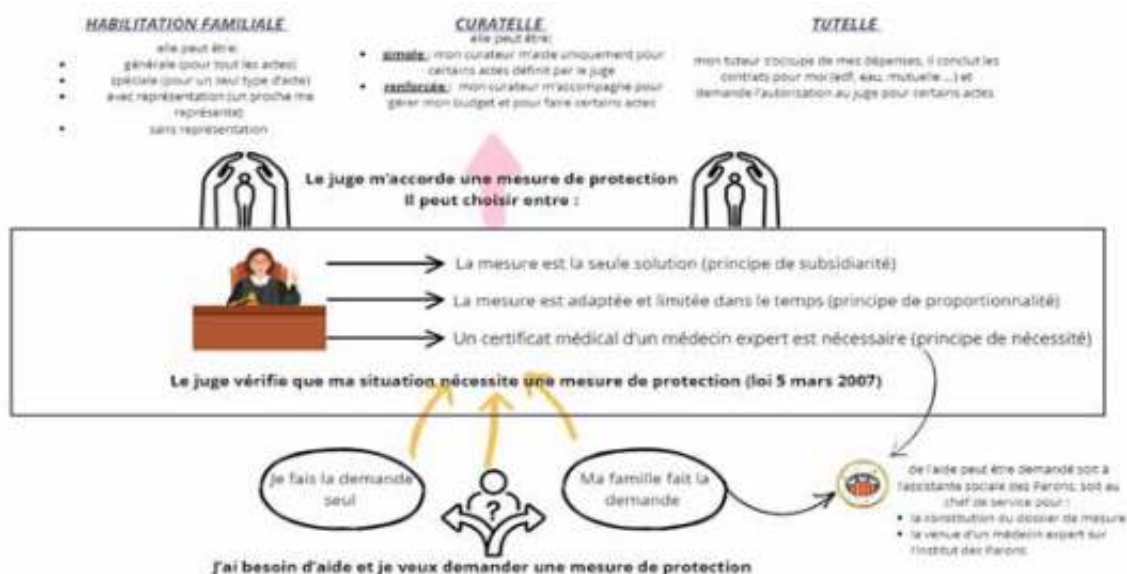 HABILITATION FAMILIALE
elle peut être:
générale (pour tout les actes)
spéciale (pour un seul type d'aide)
avec représentation (un proche me
représente)
sans représentation
CURATELLE
elle peut être:
simple : mon curateur m'aide uniquement pour
certains actes définit par le juge
renforcée : mon curateur m'accompagne pour
gérer mon budget et pour faire certains actes
TUTELLE
mon tuteur s'occupe de mes dépenses, il conclut les
contrats pour moi (edf, eau, mutuelle ...) et
demande l'autorisation au juge pour certains actes
Le juge m'accorde une mesure de protection
Il peut choisir entre :
La mesure est la seule solution (principe de subsidiarité)
La mesure est adaptée et limitée dans le temps (principe de proportionnalité)
Un certificat médical d'un médecin expert est nécessaire (principe de nécessité)
Le juge vérifie que ma situation nécessite une mesure de protection (loi 5 mars 2007)
Je fais la demande
seul
?
Ma famille fait la
demande
de l'aide peut être demandé soit à
l'assistante sociale des Parons, soit au
chef de service pour :
la constitution du dossier de mesure
la venue d'un médecin expert sur
l'institut des Parons
J'ai besoin d'aide et je veux demander une mesure de protection